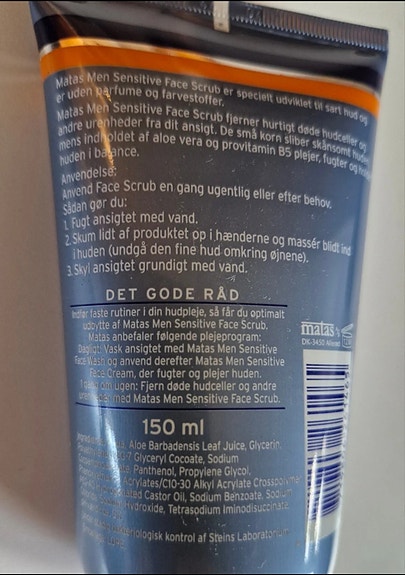 Matas Men Sensitive Face Scrub er specielt udviklet til sart hud og
er uden parfume og farvestoffer.
Matas Men Sensitive Face Scrub fjerner hurtigt døde hudceller og
andre urenheder fra dit ansigt. De små korn sliber skånsomt huden,
mens indholdet af aloe vera og provitamin B5 plejer, fugter og
huden i balance.
Anvendelse:
Anvend Face Scrub en gang ugentlig eller efter behov.
Sådan gør du:
1. Fugt ansigtet med vand.
2. Skum lidt af produktet op i hænderne og massér blidt ind
i huden (undgå den fine hud omkring øjnene).
3. Skyl ansigtet grundigt med vand.
DET GODE RÅD
Indfør faste rutiner i din hudpleje, så får du optimalt
udbytte af Matas Men Sensitive Face Scrub.
Matas anbefaler følgende plejeprogram:
Dagligt: Vask ansigtet med Matas Men Sensitive
Face Wash og anvend derefter Matas Men Sensitive
Face Cream, der fugter og plejer huden.
1 gang om ugen: Fjern døde hudceller og andre
urenheder med Matas Men Sensitive Face Scrub.
matas
DK-3450 Allerød
12M
150 ml
Aloe Barbadensis Leaf Juice, Glycerin,
Glyceryl Cocoate, Sodium
Panthenol, Propylene Glycol,
Acrylates/C10-30 Alkyl Acrylate Crosspolymer,
Castor Oil, Sodium Benzoate, Sodium
Hydroxide, Tetrasodium Iminodisuccinate,
kontrol af Steins Laboratorium